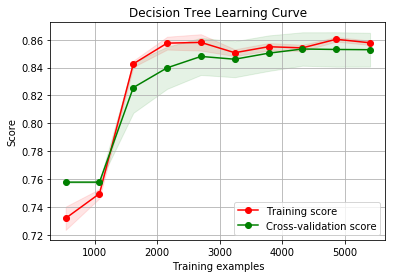 Decision Tree Learning Curve
Score
0.86
0.84
0.82
0.80
0.78
0.76
0.74
0.72
Training score
Cross-validation score
1000 2000 3000 4000 5000
Training examples